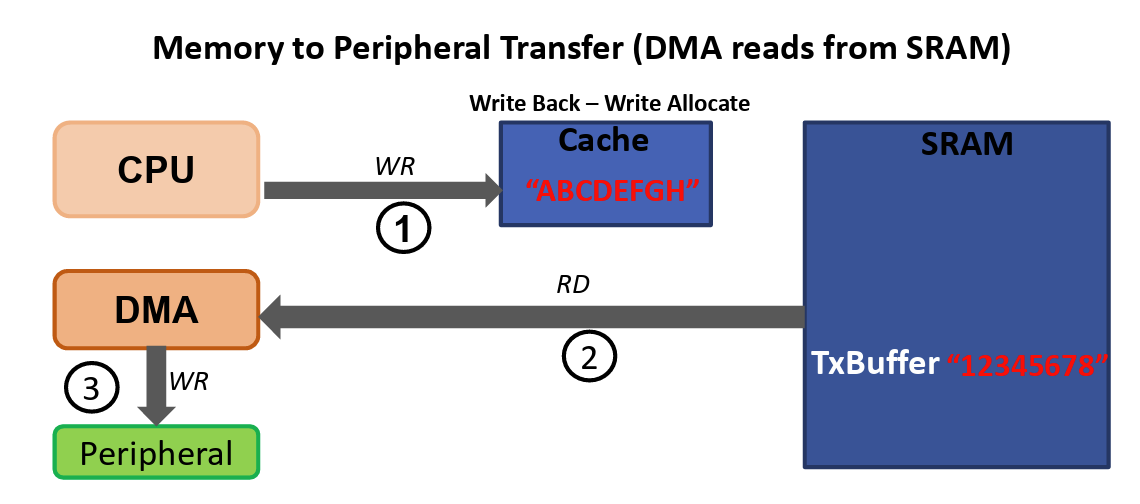 Memory to Peripheral Transfer (DMA reads from SRAM)
Write Back – Write Allocate
CPU
WR
1
Cache
“ABCDEFGH”
SRAM
DMA
RD
2
TxBuffer “12345678”
3
WR
Peripheral